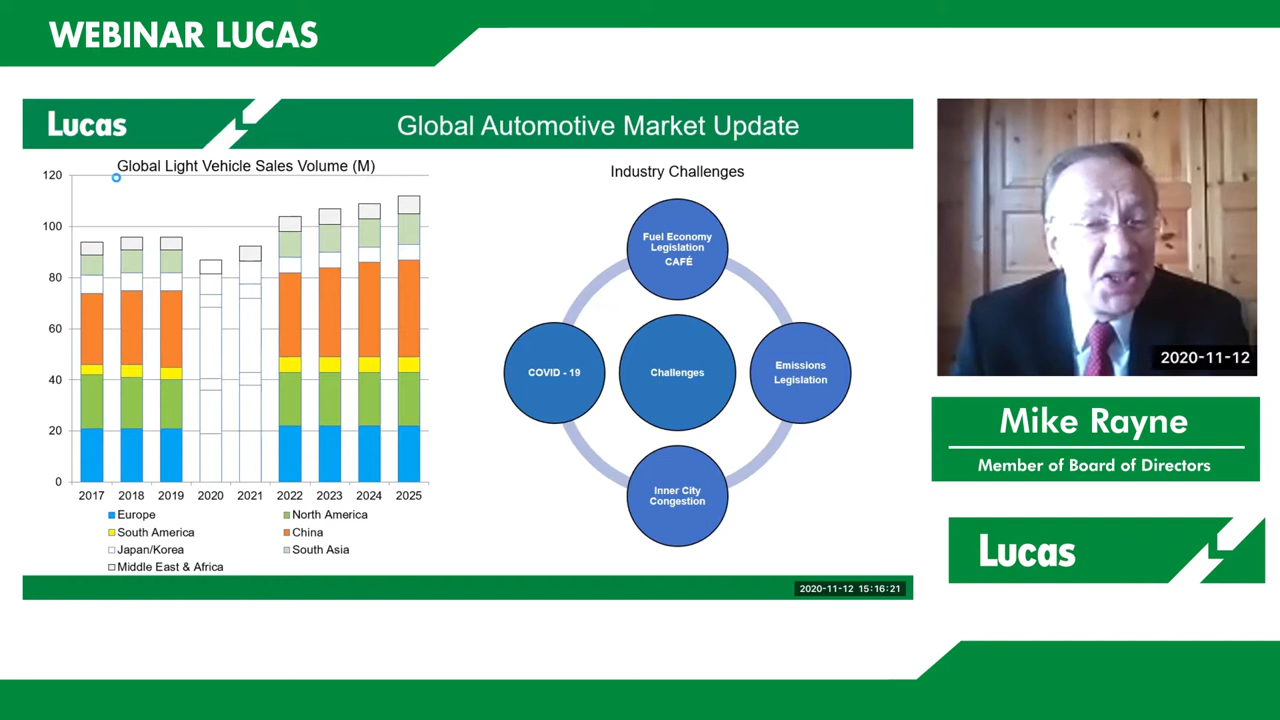 WEBINAR LUCAS
Lucas
Global Automotive Market Update
Global Light Vehicle Sales Volume (M)
120
100
80
60
40
20
0
2017 2018 2019 2020 2021 2022 2023 2024 2025
Europe
North America
South America
China
Japan/Korea
South Asia
Middle East & Africa
Industry Challenges
Fuel Economy
Legislation
CAFÉ
COVID - 19
Challenges
Emissions
Legislation
Inner City
Congestion
2020-11-12 15:16:21
2020-11-12
Mike Rayne
Member of Board of Directors
Lucas